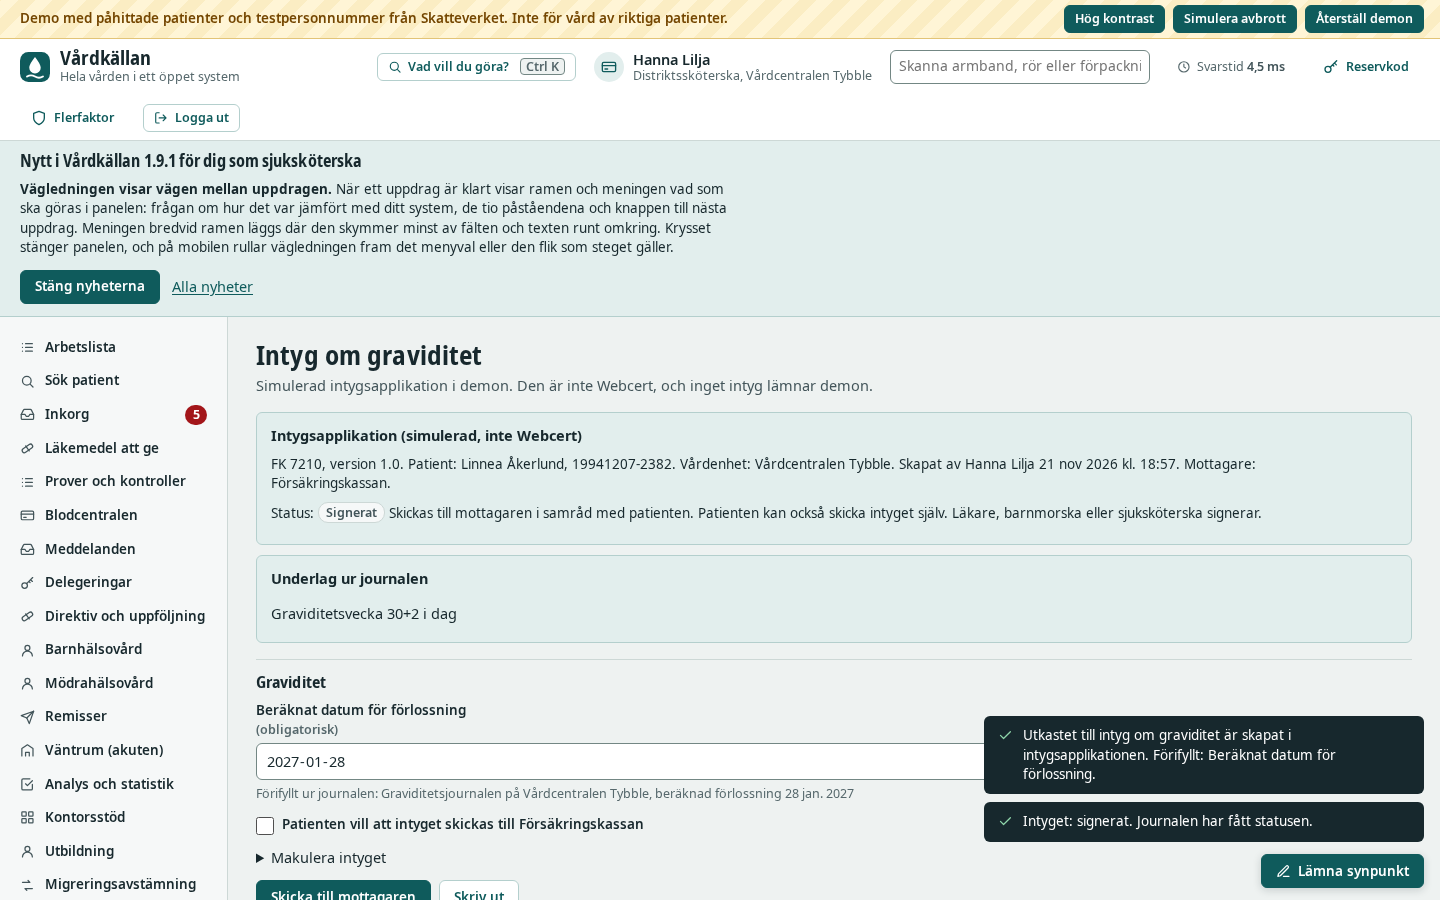 Demo med påhittade patienter och testpersonnummer från Skatteverket. Inte för vård av riktiga patienter.
Hög kontrast
Simulera avbrott
Återställ demon
Vårdkällan
Hela vården i ett öppet system
Vad vill du göra? Ctrl K
Hanna Lilja
Distriktssköterska, Vårdcentralen Tybble
Skanna armband, rör eller förpackni
Svarstid 4,5 ms
Reservkod
Flerfaktor
Logga ut
Nytt i Vårdkällan 1.9.1 för dig som sjuksköterska
Vägledningen visar vägen mellan uppdragen. När ett uppdrag är klart visar ramen och meningen vad som
ska göras i panelen: frågan om hur det var jämfört med ditt system, de tio påståendena och knappen till nästa
uppdrag. Meningen bredvid ramen läggs där den skymmer minst av fälten och texten runt omkring. Krysset
stänger panelen, och på mobilen rullar vägledningen fram det menyval eller den flik som steget gäller.
Stäng nyheterna
Alla nyheter
Arbetslista
Sök patient
Inkorg 5
Läkemedel att ge
Prover och kontroller
Blodcentralen
Meddelanden
Delegeringar
Direktiv och uppföljning
Barnhälsovård
Mödrahälsovård
Remisser
Väntrum (akuten)
Analys och statistik
Kontorsstöd
Utbildning
Migreringsavstämning
Intyg om graviditet
Simulerad intygsapplikation i demon. Den är inte Webcert, och inget intyg lämnar demon.
Intygsapplikation (simulerad, inte Webcert)
FK 7210, version 1.0. Patient: Linnea Åkerlund, 19941207-2382. Vårdenhet: Vårdcentralen Tybble. Skapat av Hanna Lilja 21 nov 2026 kl. 18:57. Mottagare:
Försäkringskassan.
Status: Signerat Skickas till mottagaren i samråd med patienten. Patienten kan också skicka intyget själv. Läkare, barnmorska eller sjuksköterska signerar.
Underlag ur journalen
Graviditetsvecka 30+2 i dag
Graviditet
Beräknat datum för förlossning
(obligatorisk)
2027-01-28
Förifyllt ur journalen: Graviditetsjournalen på Vårdcentralen Tybble, beräknad förlossning 28 jan. 2027
Patienten vill att intyget skickas till Försäkringskassan
Makulera intyget
Skicka till mottagaren
Skriv ut
Utkastet till intyg om graviditet är skapat i
intygsapplikationen. Förifyllt: Beräknat datum för
förlossning.
Intyget: signerat. Journalen har fått statusen.
Lämna synpunkt